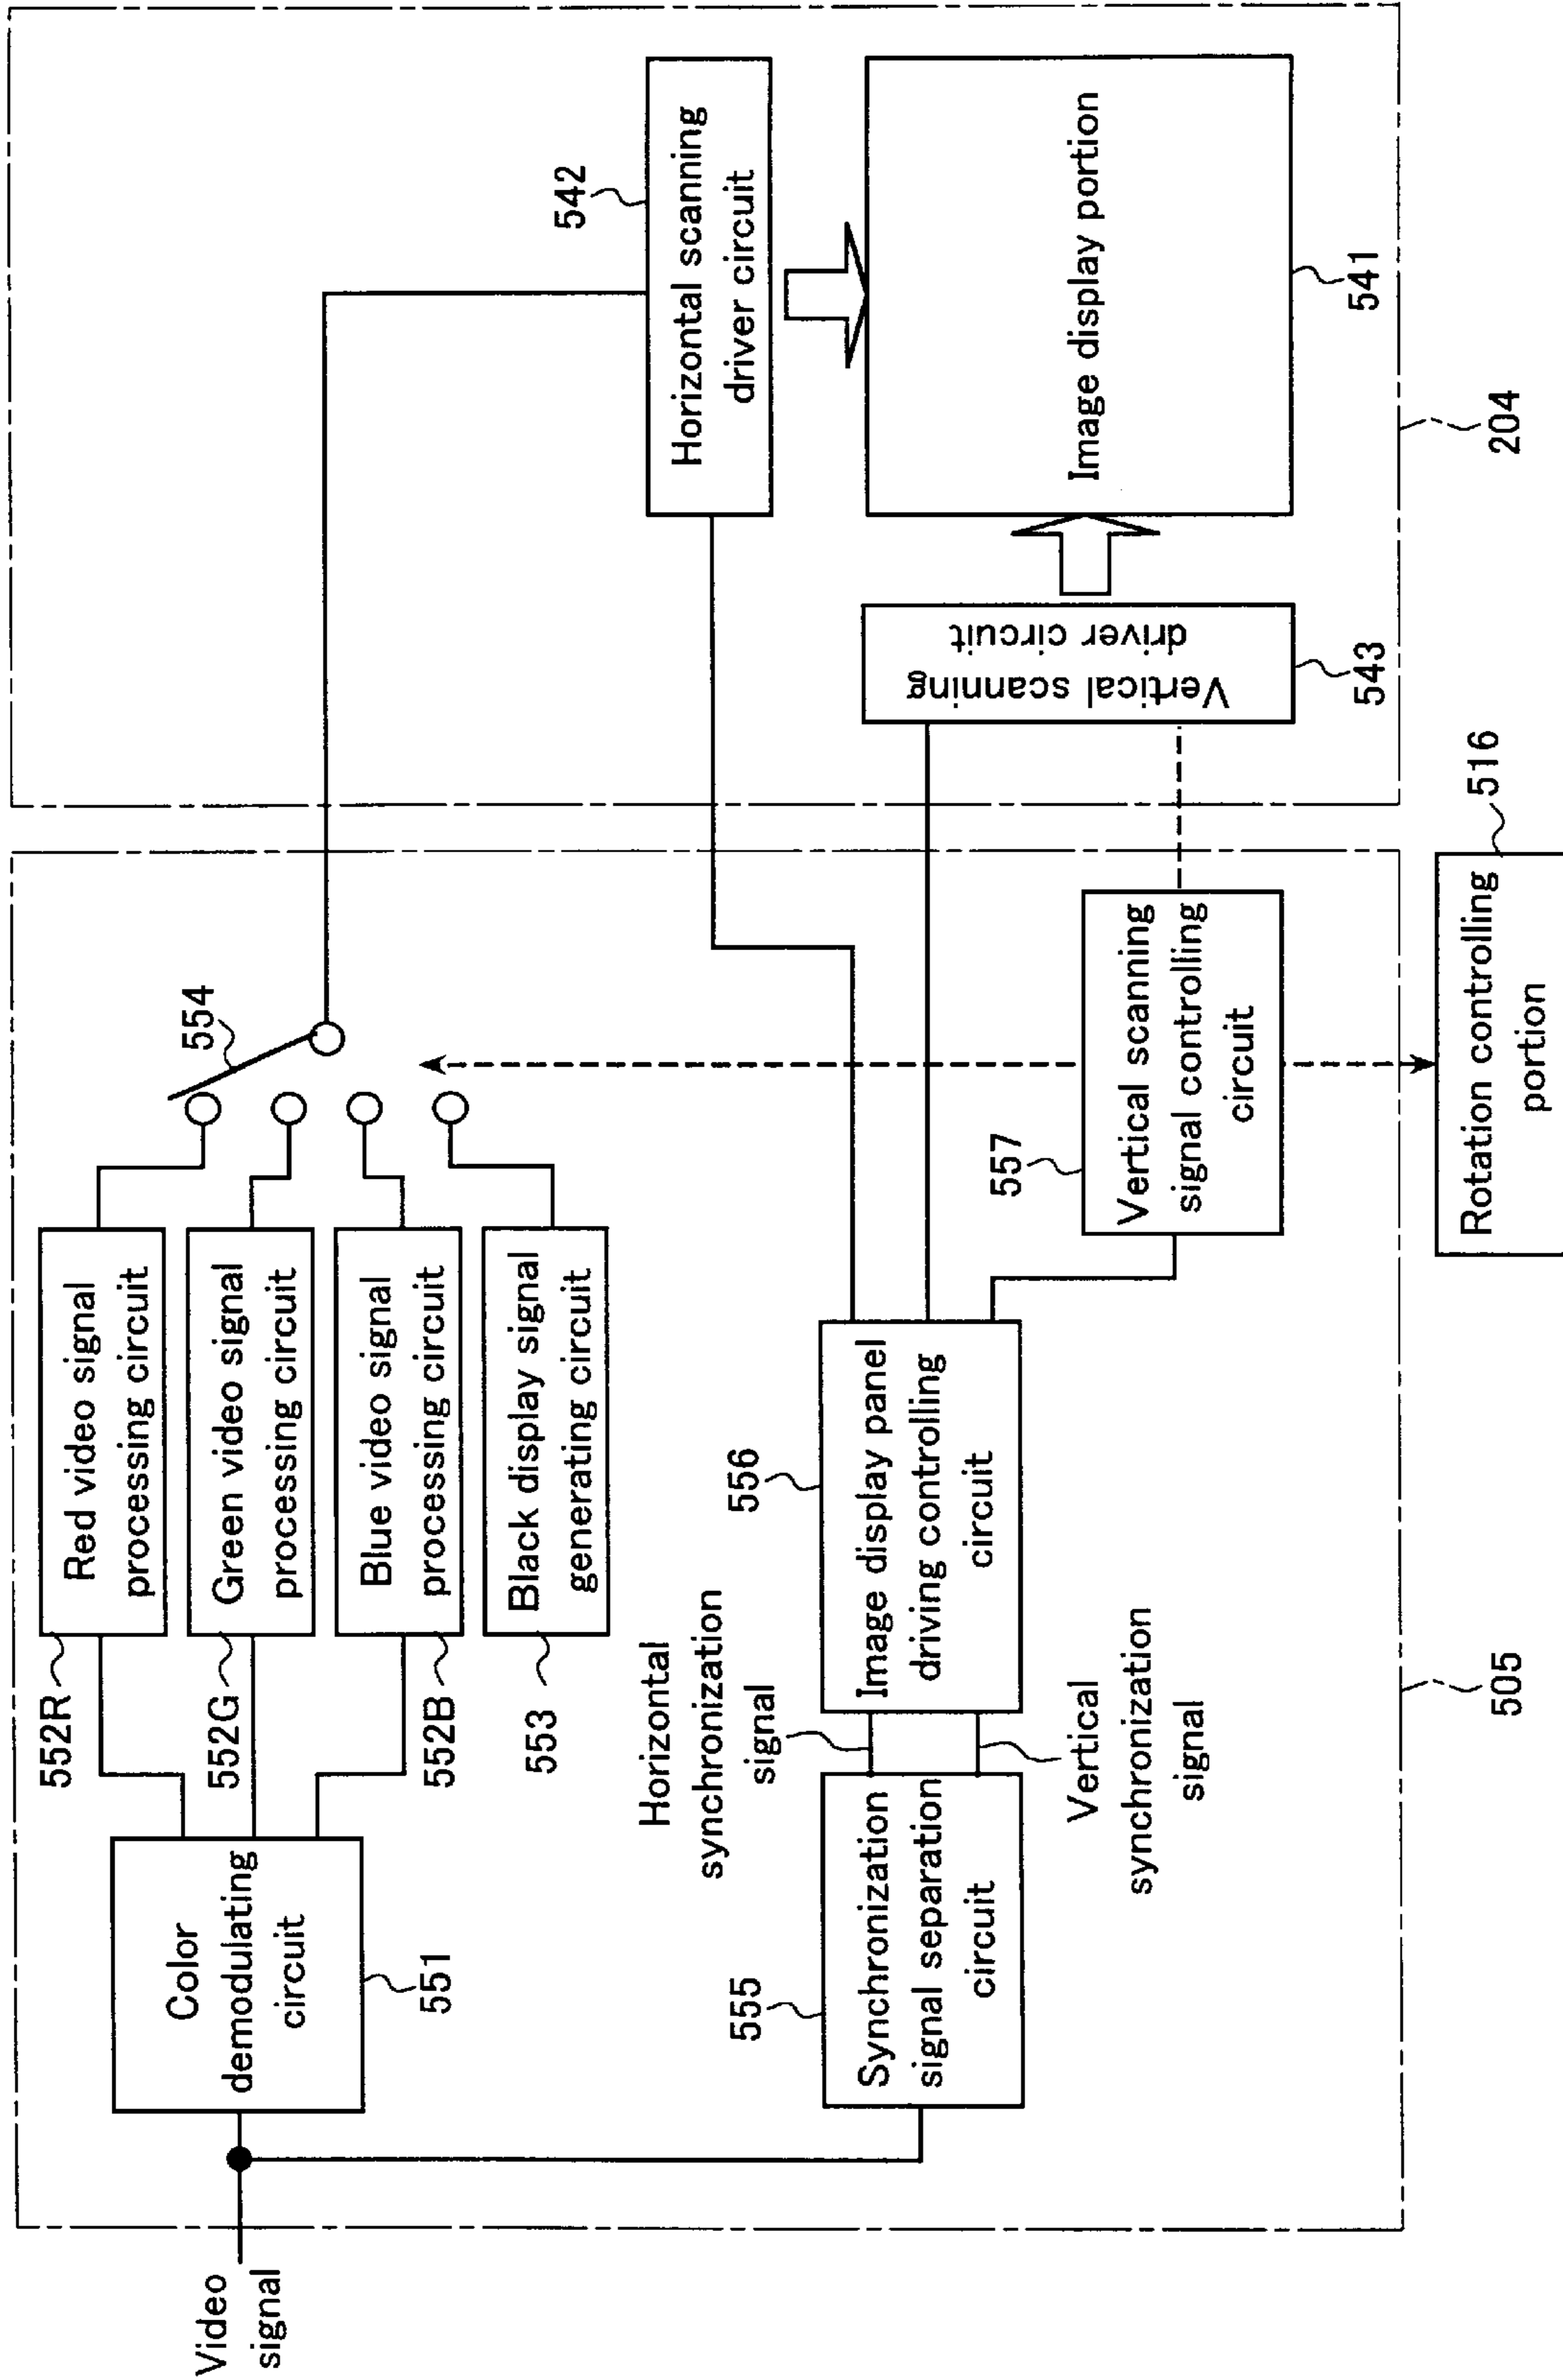 Video
signal
Color
demodulating
circuit
551
552R
Red video signal
processing circuit
552G
Green video signal
processing circuit
552B
Blue video signal
processing circuit
553
Black display signal
generating circuit
554
555
Synchronization
signal separation
circuit
Horizontal
synchronization
signal
Vertical
synchronization
signal
556
Image display panel
driving controlling
circuit
557
Vertical scanning
signal controlling
circuit
505
516
Rotation controlling
portion
542
Horizontal scanning
driver circuit
Vertical scanning
driver circuit
543
Image display portion
541
204